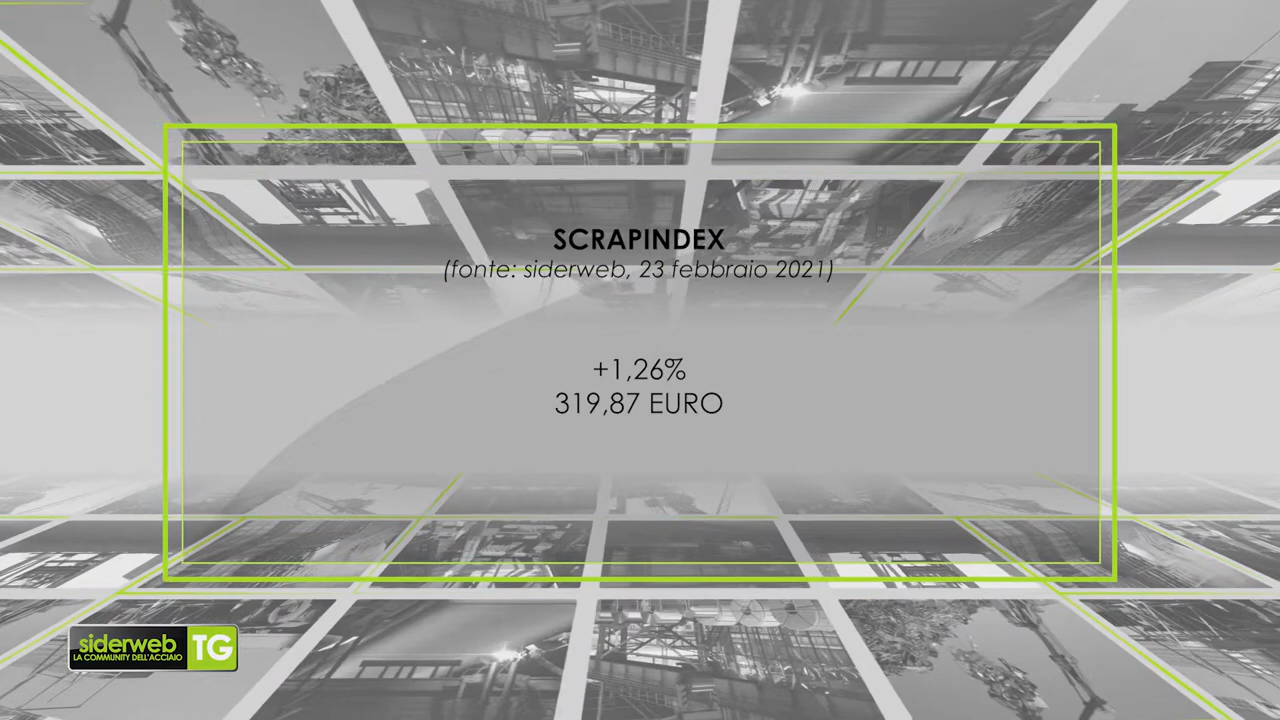 SCRAPINDEX
(fonte: siderweb, 23 febbraio 2021)
+1,26%
319,87 EURO
siderweb TG
LA COMMUNITY DELL'ACCIAIO